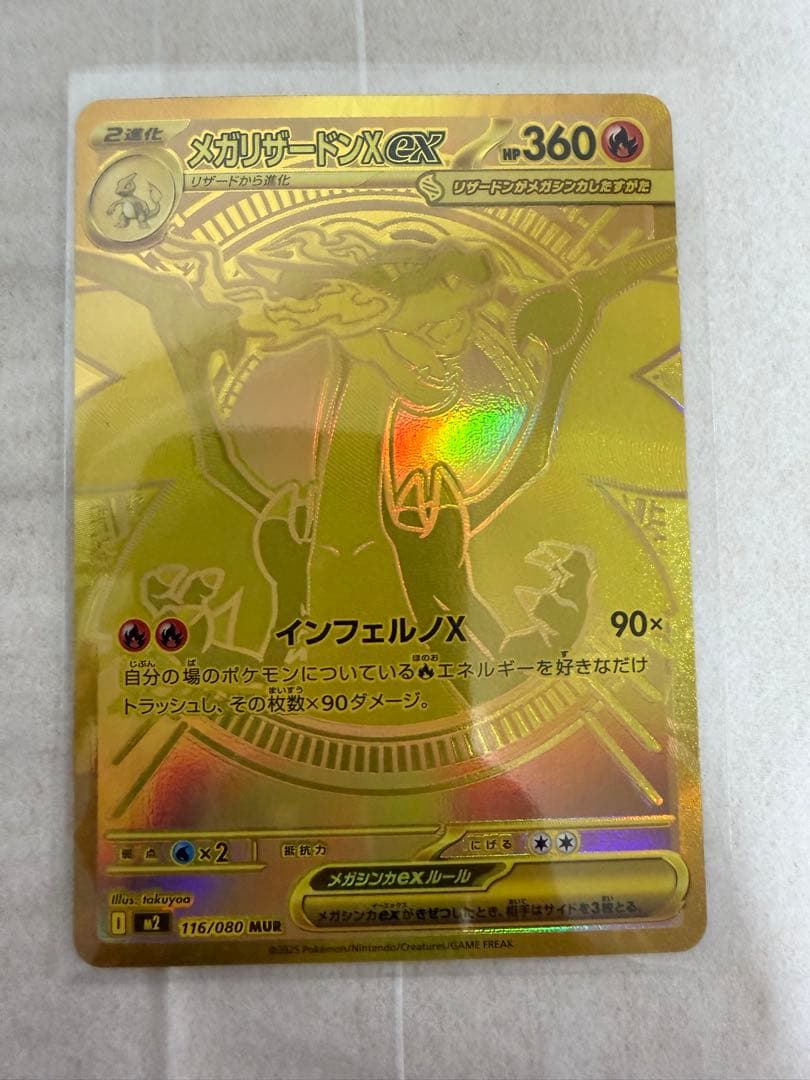 2進化
メガリザードンXex
HP360
リザードから進化
リザードンがメガシンカしたすがた
インフェルノX
90×
自分の場のポケモンについているエネルギーを好きなだけ
トラッシュし、その枚数×90ダメージ。
弱点
×2
抵抗力
にげる
メガシンカexルール
メガシンカexがきぜつしたとき、相手はサイドを3枚とる。
Illus. takuyoa
I
m2
116/080 MUR
©2025 Pokémon/Nintendo/Creatures/GAME FREAK